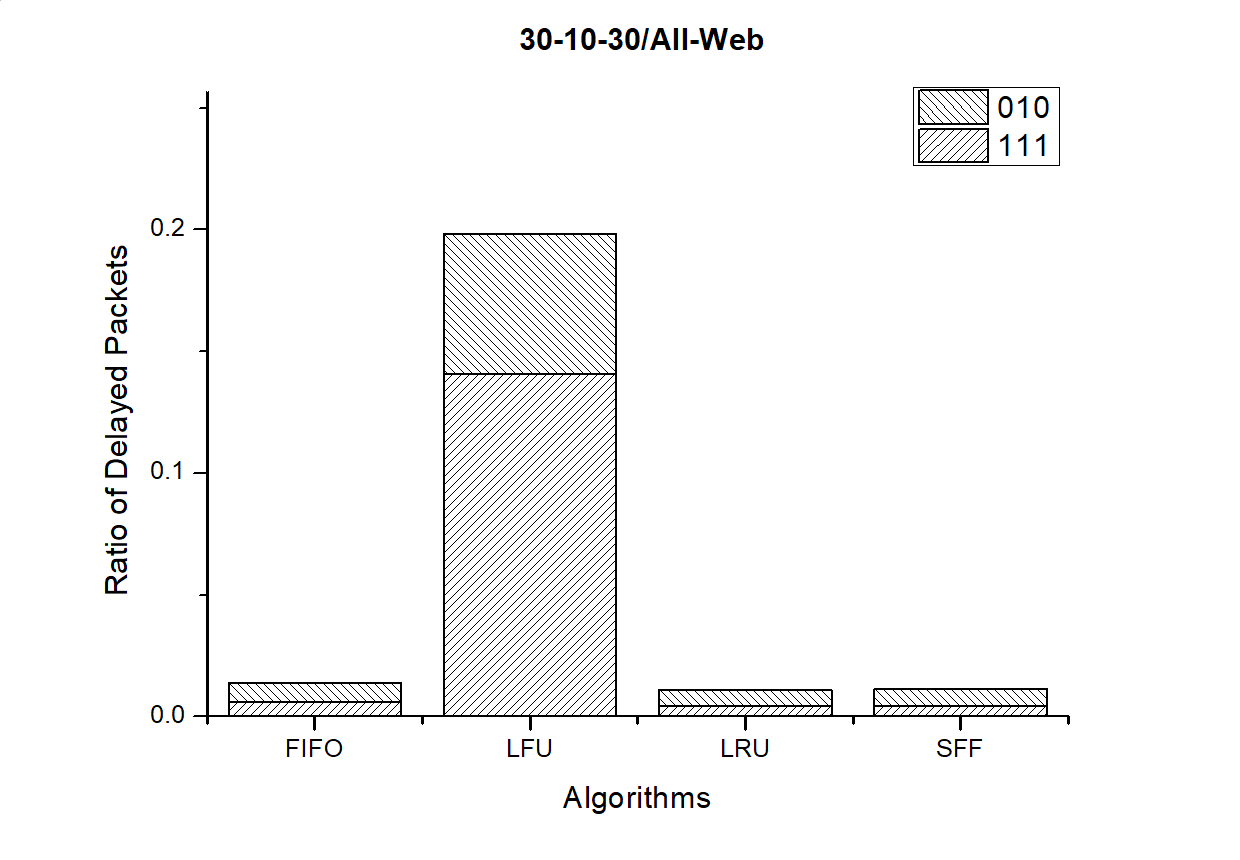 30-10-30/All-Web
010
111
Ratio of Delayed Packets
0.2
0.1
0.0
FIFO LFU LRU SFF
Algorithms